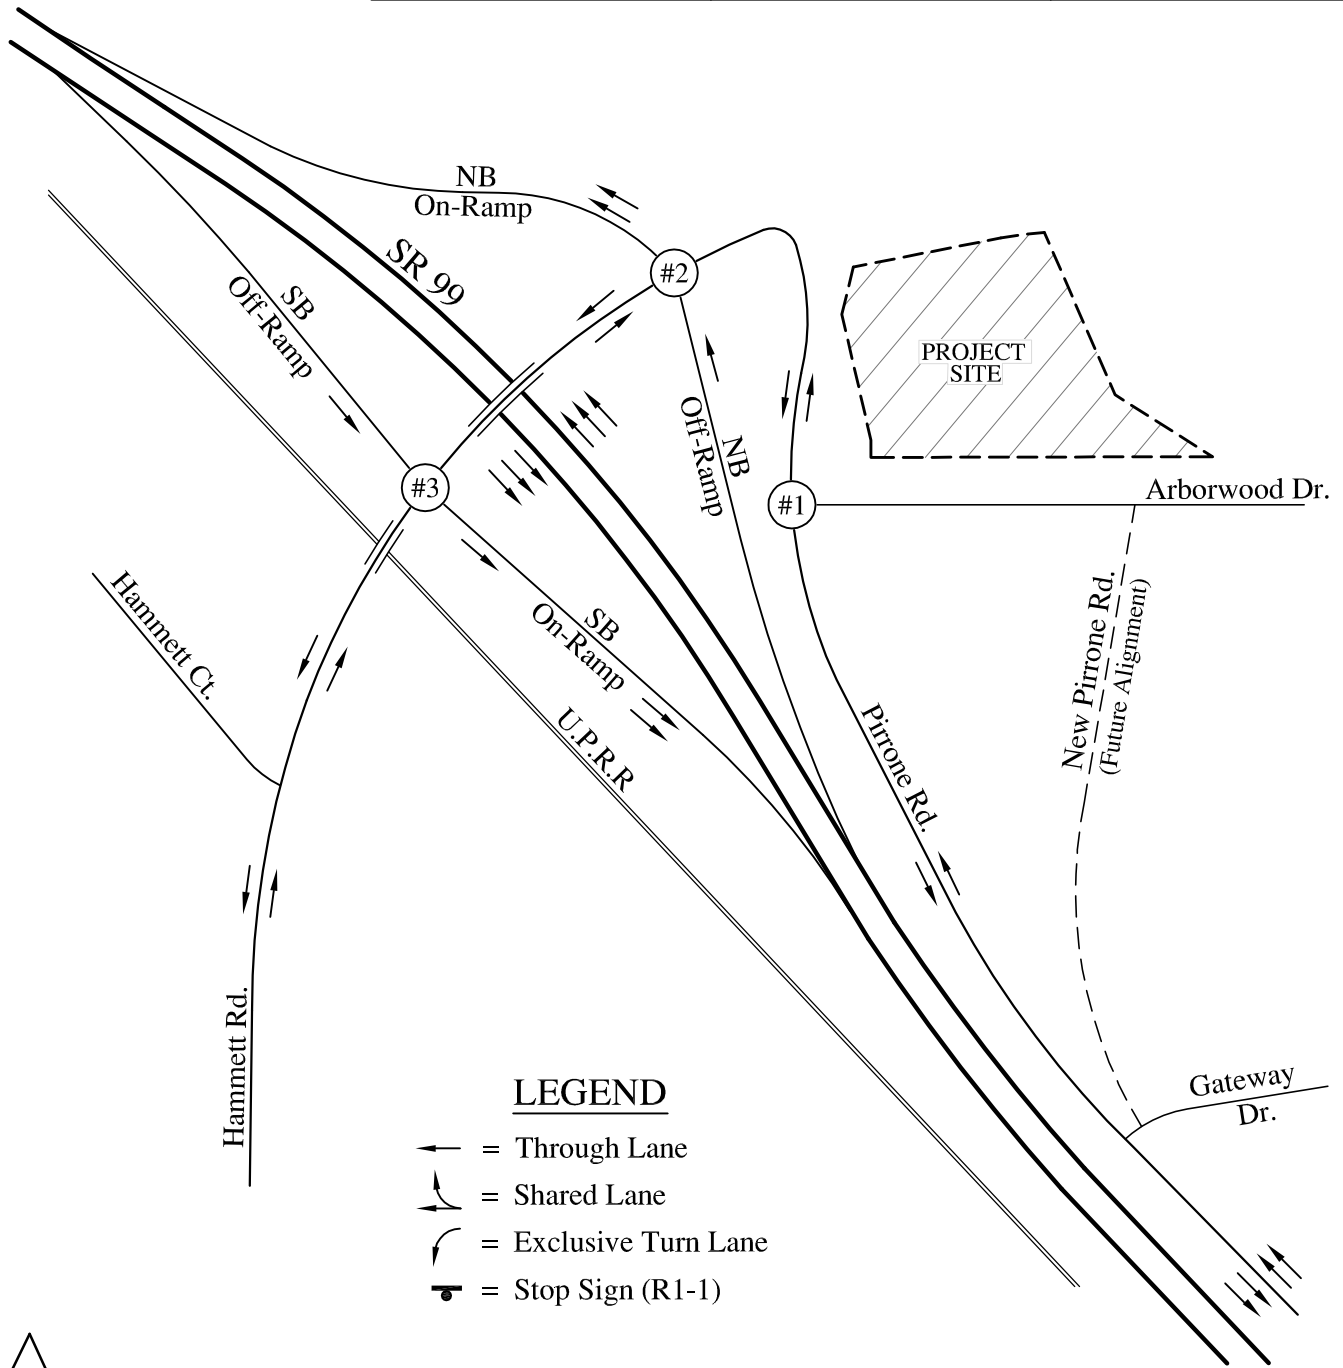 NB
On-Ramp
SR 99
#2
SB
Off-Ramp
PROJECT
SITE
NB
Off-Ramp
#3
#1
Arborwood Dr.
Hammett Ct.
SB
On-Ramp
New Pirrone Rd.
(Future Alignment)
U.P.R.R
Pirrone Rd.
Hammett Rd.
Gateway
Dr.
LEGEND
= Through Lane
= Shared Lane
= Exclusive Turn Lane
= Stop Sign (R1-1)